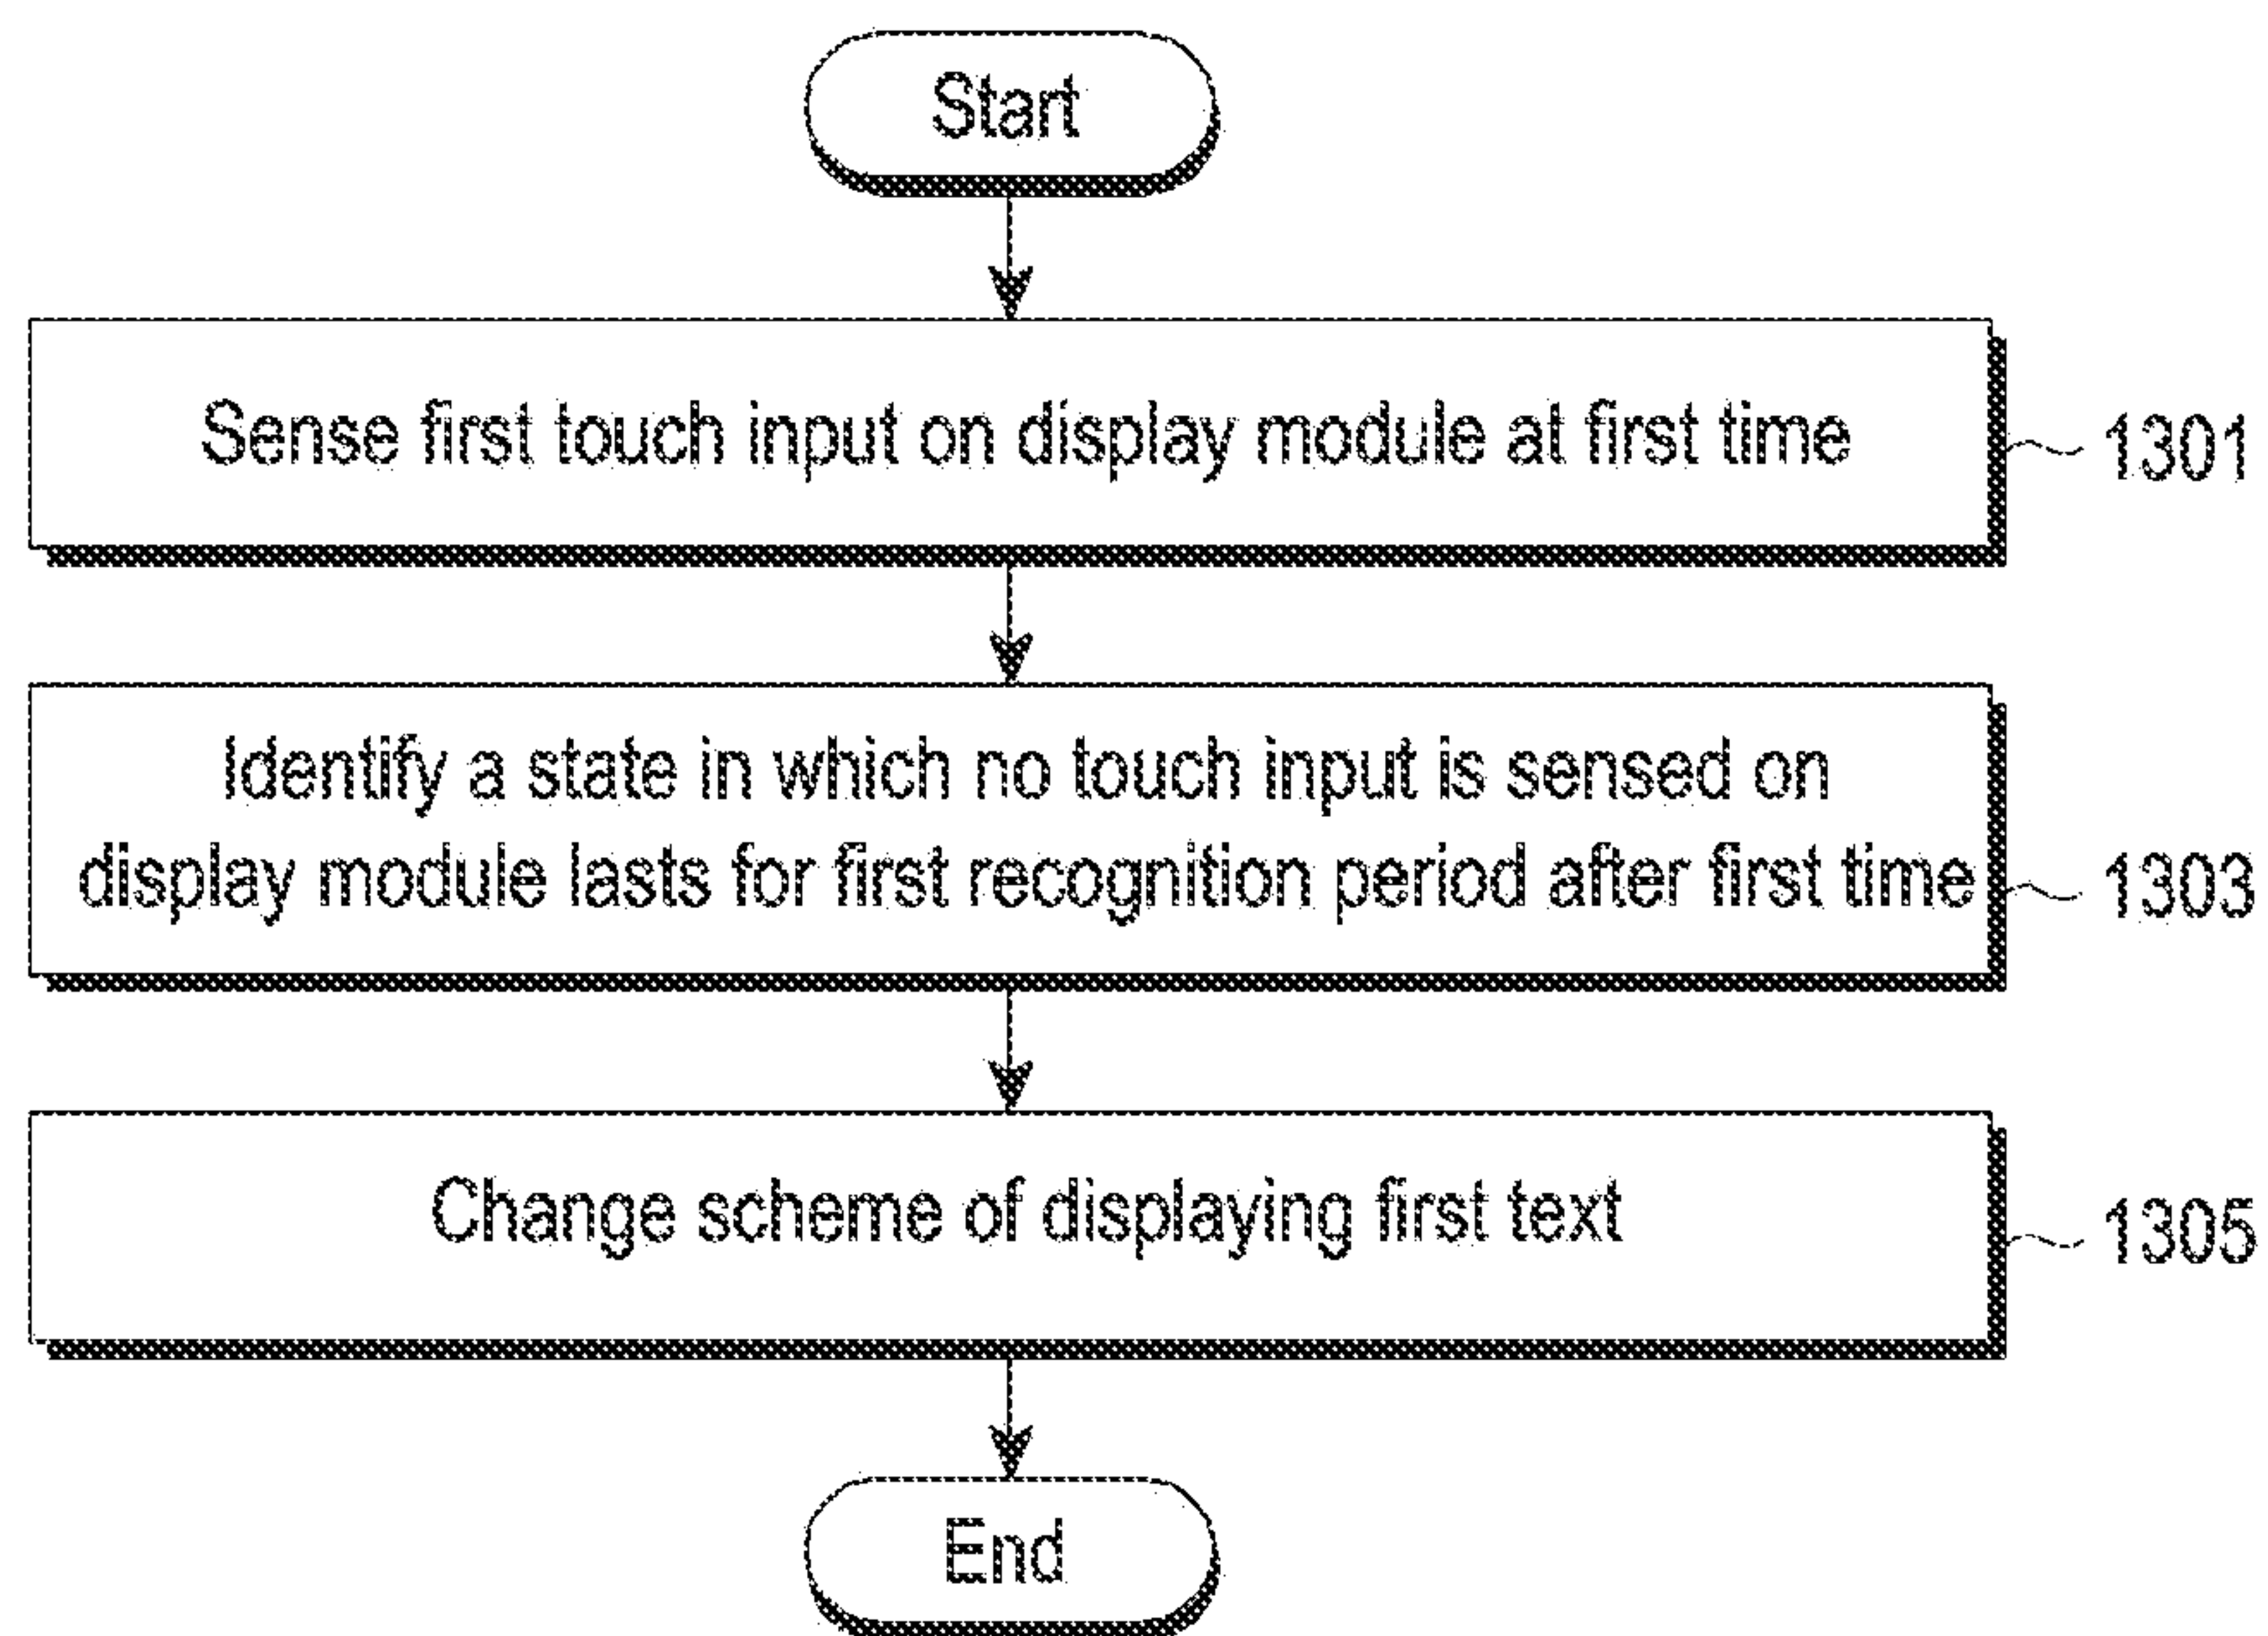 Start
Sense first touch input on display module at first time
1301
Identify a state in which no touch input is sensed on
display module lasts for first recognition period after first time
1303
Change scheme of displaying first text
1305
End